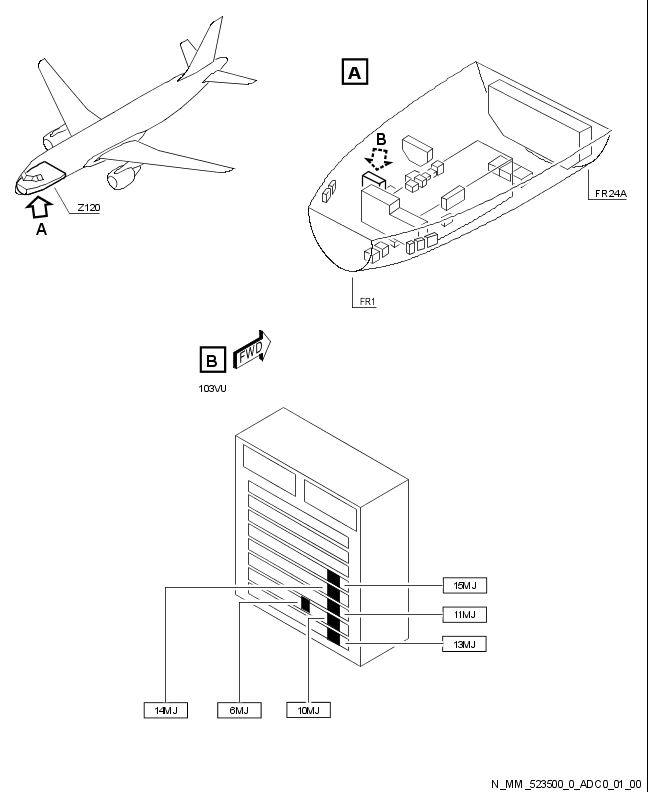 A
B
Z120
A
FR24A
FR1
B
FWD
103VU
15MJ
11MJ
13MJ
14MJ
6MJ
10MJ
N_MM_523500_0_ADC0_01_00